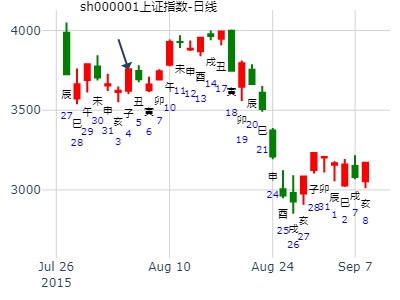 sh000001上证指数-日线
4000
3500
3000
辰
27
巳
28
午
29
未
30
申
31
亥
3
子
4
丑
5
寅
6
卯
7
午
10
未
11
申
12
酉
13
戌
14
丑
17
寅
18
卯
19
辰
20
巳
21
申
24
酉
25
戌
26
亥
27
子
28
卯
31
辰
1
巳
2
戌
7
亥
8
Jul 26
2015
Aug 10
Aug 24
Sep 7